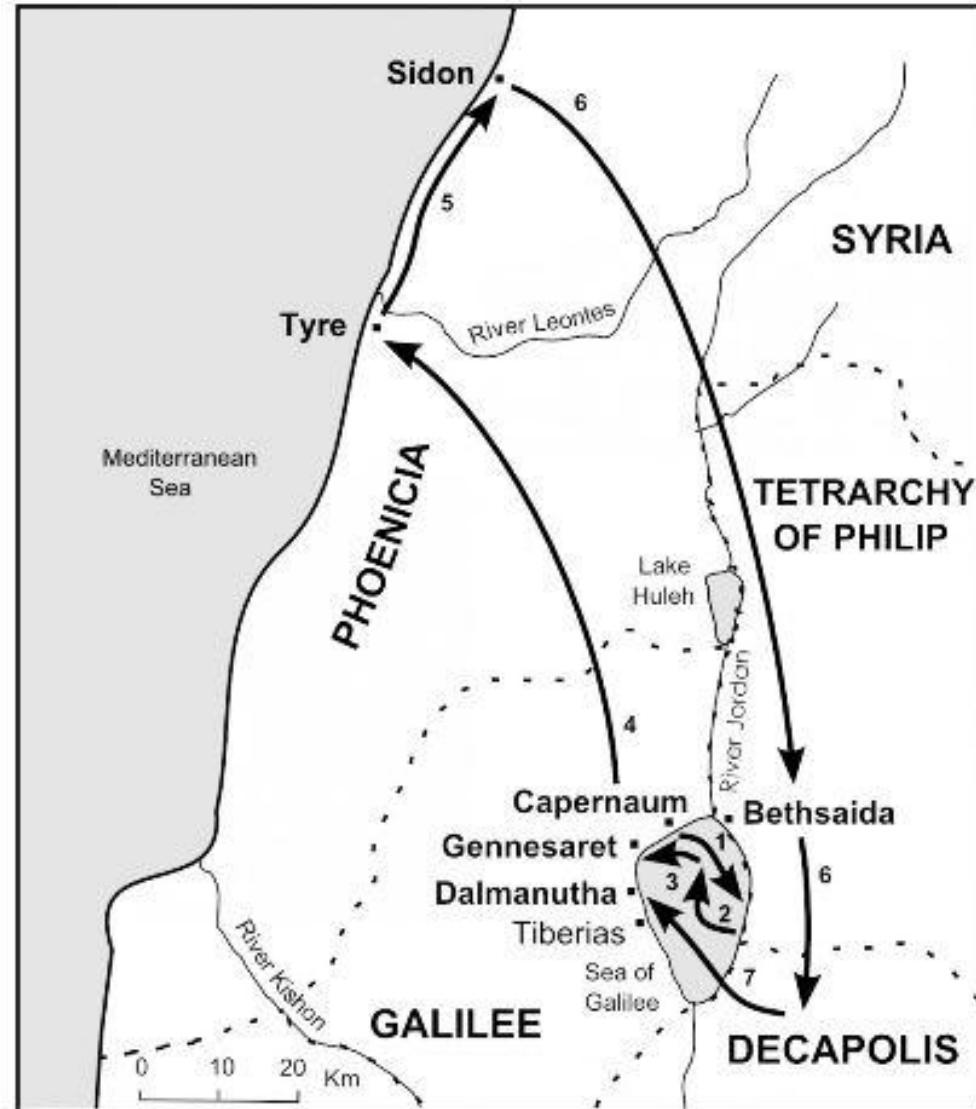 Sidon
6
5
SYRIA
River Leontes
Tyre
Mediterranean
Sea
PHOENICIA
TETRARCHY
OF PHILIP
Lake
Huleh
River Jordan
4
Capernaum
Bethsaida
Gennesaret
1
3
6
Dalmanutha
2
Tiberias
Sea of
Galilee
7
River Kishon
GALILEE
DECAPOLIS
0 10 20
Km